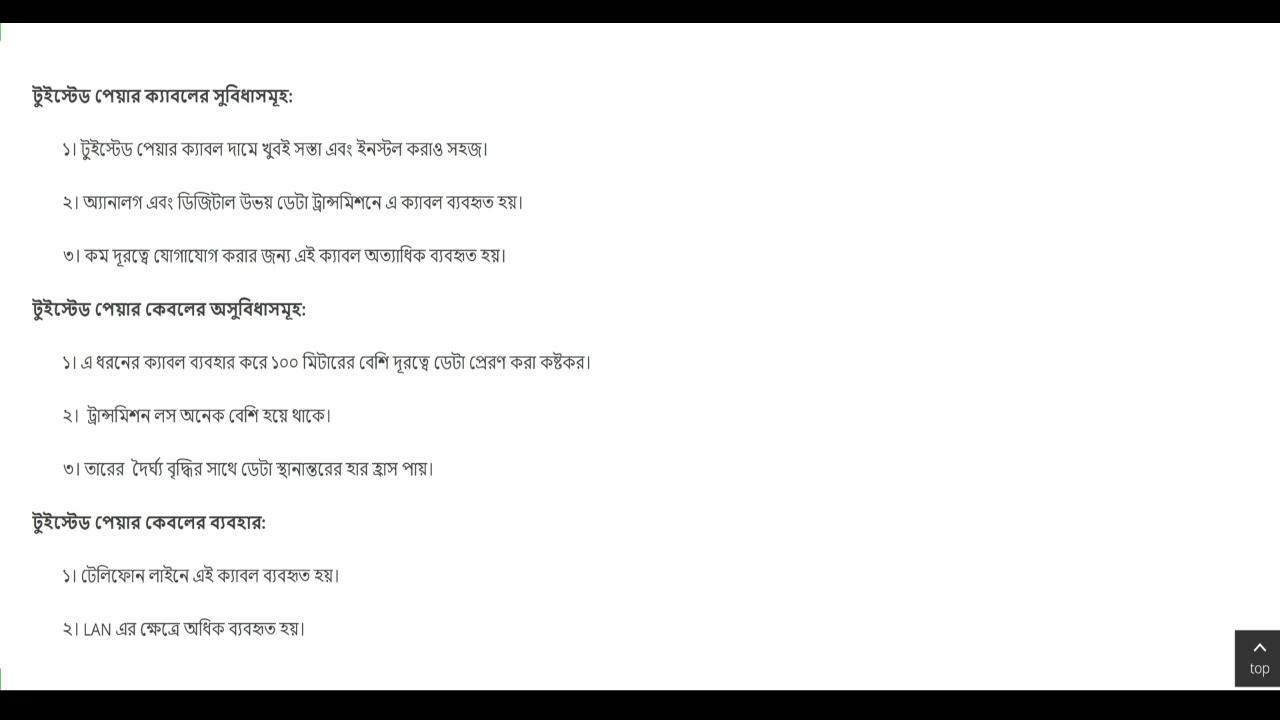 টুইস্টেড পেয়ার ক্যাবলের সুবিধাসমূহ:
১। টুইস্টেড পেয়ার ক্যাবল দামে খুবই সস্তা এবং ইনস্টল করাও সহজ।
২। অ্যানালগ এবং ডিজিটাল উভয় ডেটা ট্রান্সমিশনে এ ক্যাবল ব্যবহৃত হয়।
৩। কম দূরত্বে যোগাযোগ করার জন্য এই ক্যাবল অত্যাধিক ব্যবহৃত হয়।
টুইস্টেড পেয়ার কেবলের অসুবিধাসমূহ:
১। এ ধরনের ক্যাবল ব্যবহার করে ১০০ মিটারের বেশি দূরত্বে ডেটা প্রেরণ করা কষ্টকর।
২। ট্রান্সমিশন লস অনেক বেশি হয়ে থাকে।
৩। তারের দৈর্ঘ্য বৃদ্ধির সাথে ডেটা স্থানান্তরের হার হ্রাস পায়।
টুইস্টেড পেয়ার কেবলের ব্যবহার:
১। টেলিফোন লাইনে এই ক্যাবল ব্যবহৃত হয়।
২। LAN এর ক্ষেত্রে অধিক ব্যবহৃত হয়।
top